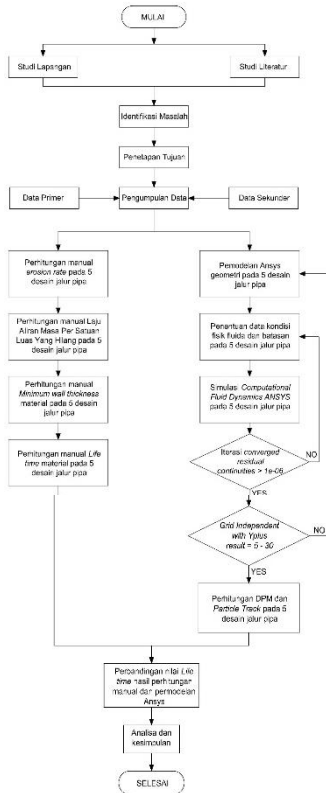 MULAI
Studi Lapangan
Studi Literatur
Identifikasi Masalah
Penetapan Tujuan
Data Primer
Pengumpulan Data
Data Sekunder
Perhitungan manual
erosion rate pada 5
desain jalur pipa
Perhitungan manual Laju
Aliran Masa Per Satuan
Luas Yang Hilang pada 5
desain jalur pipa
Perhitungan manual
Minimum wall thickness
material pada 5 desain
jalur pipa
Perhitungan manual Life
time material pada 5
desain jalur pipa
Pemodelan Ansys
geometri pada 5 desain
jalur pipa
Penentuan data kondisi
fisik fluida dan batasan
pada 5 desain jalur pipa
Simulasi Computational
Fluid Dynamics ANSYS
pada 5 desain jalur pipa
Iterasi converged
residual
continuities > 1e-06
NO
YES
Grid Independent
with Yplus
result = 5 - 30
NO
YES
Perhitungan DPM dan
Particle Track pada 5
desain jalur pipa
Perbandingan nilai Life
time hasil perhitungan
manual dan permodelan
Ansys
Analisa dan
kesimpulan
SELESAI